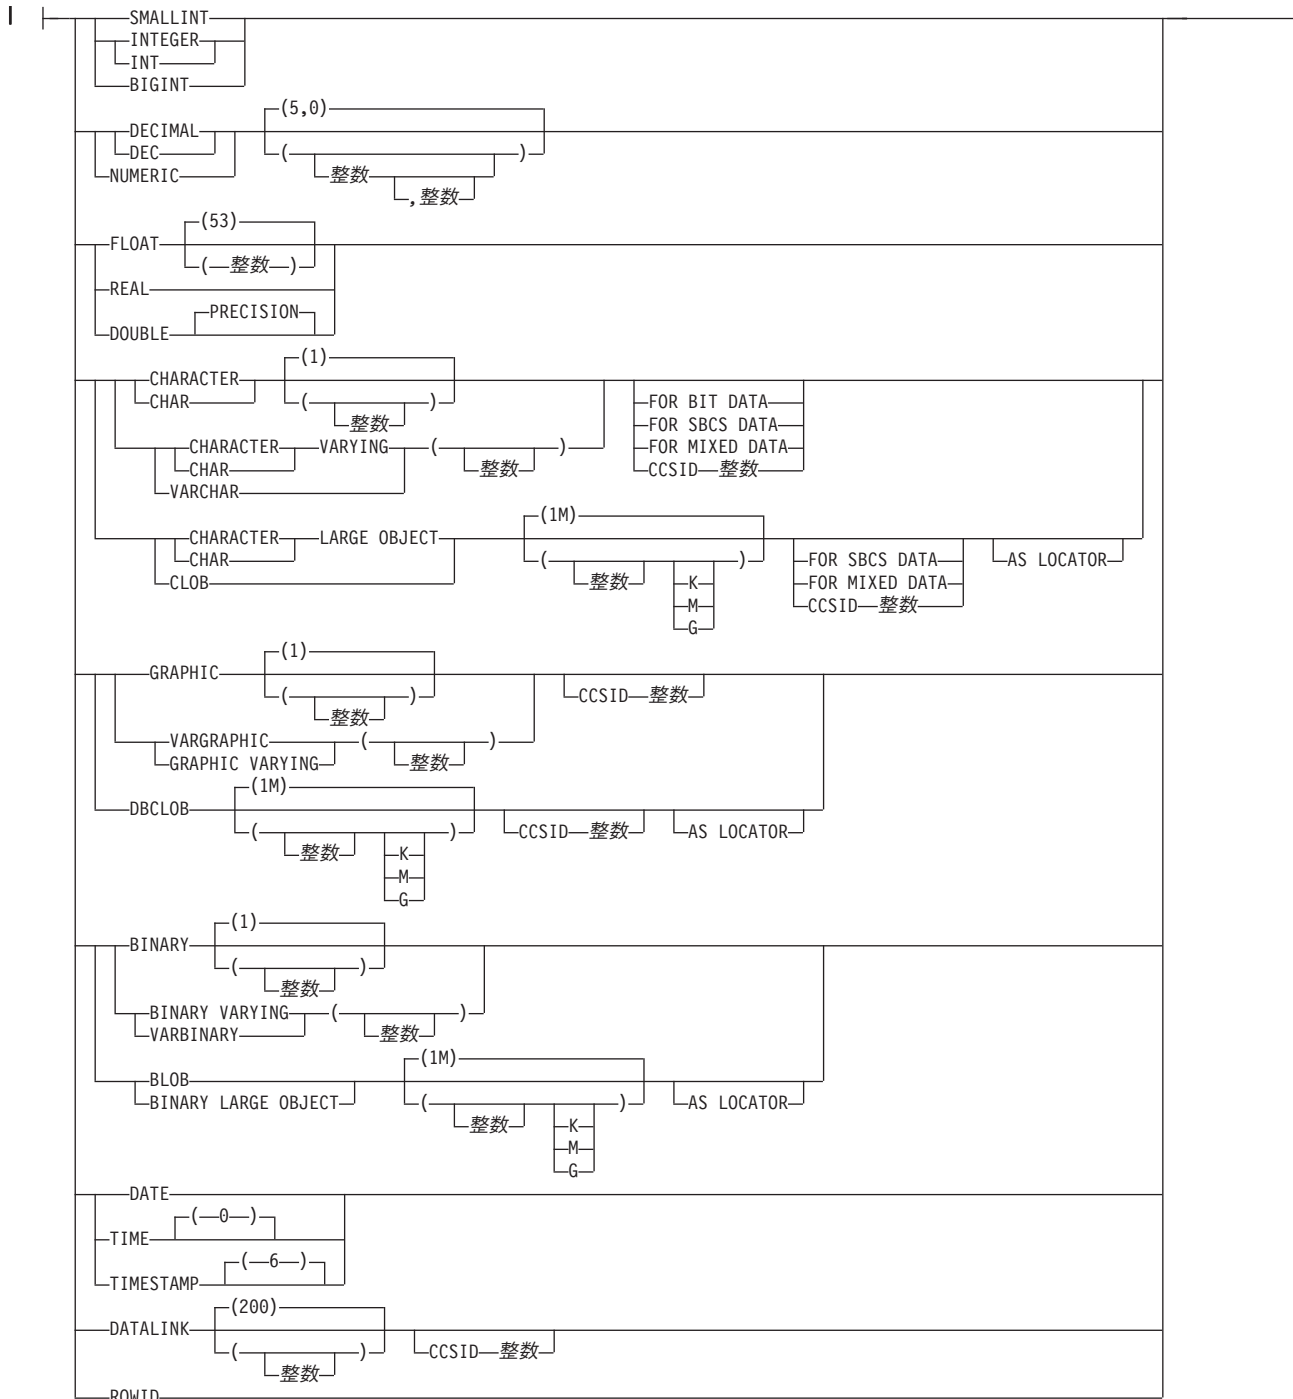 SMALLINT
INTEGER
INT
BIGINT
(5,0)
DECIMAL
DEC ( )
NUMERIC 整数
,整数
(53)
FLOAT
( 整数 )
REAL
PRECISION
DOUBLE
(1)
CHARACTER
CHAR ( ) FOR BIT DATA
整数 FOR SBCS DATA
CHARACTER VARYING ( ) FOR MIXED DATA
CHAR 整数 CCSID 整数
VARCHAR
(1M)
CHARACTER LARGE OBJECT
CHAR ( ) FOR SBCS DATA AS LOCATOR
CLOB 整数 K FOR MIXED DATA
M CCSID 整数
G
(1)
GRAPHIC
( ) CCSID 整数
整数
VARGRAPHIC ( )
GRAPHIC VARYING 整数
(1M)
DBCLOB
( ) CCSID 整数 AS LOCATOR
整数 K
M
G
(1)
BINARY
( )
整数
BINARY VARYING ( )
VARBINARY 整数
(1M)
BLOB
BINARY LARGE OBJECT ( ) AS LOCATOR
整数 K
M
G
DATE
( 0 )
TIME
( 6 )
TIMESTAMP
(200)
DATALINK
( ) CCSID 整数
整数
ROWID